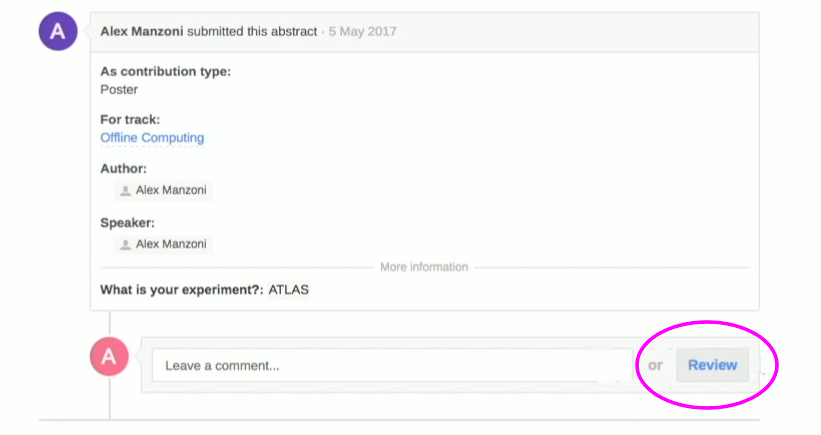 A
Alex Manzoni submitted this abstract - 5 May 2017
As contribution type:
Poster
For track:
Offline Computing
Author:
Alex Manzoni
Speaker:
Alex Manzoni
More information
What is your experiment?: ATLAS
A
Leave a comment... or Review